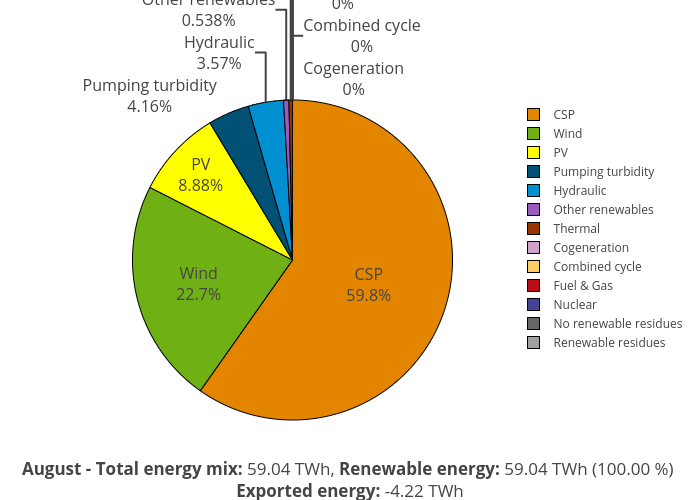 Other renewables
0.538%
0%
Combined cycle
0%
Hydraulic
3.57%
Cogeneration
0%
Pumping turbidity
4.16%
PV
8.88%
Wind
22.7%
CSP
59.8%
CSP
Wind
PV
Pumping turbidity
Hydraulic
Other renewables
Thermal
Cogeneration
Combined cycle
Fuel & Gas
Nuclear
No renewable residues
Renewable residues
August - Total energy mix: 59.04 TWh, Renewable energy: 59.04 TWh (100.00 %)
Exported energy: -4.22 TWh